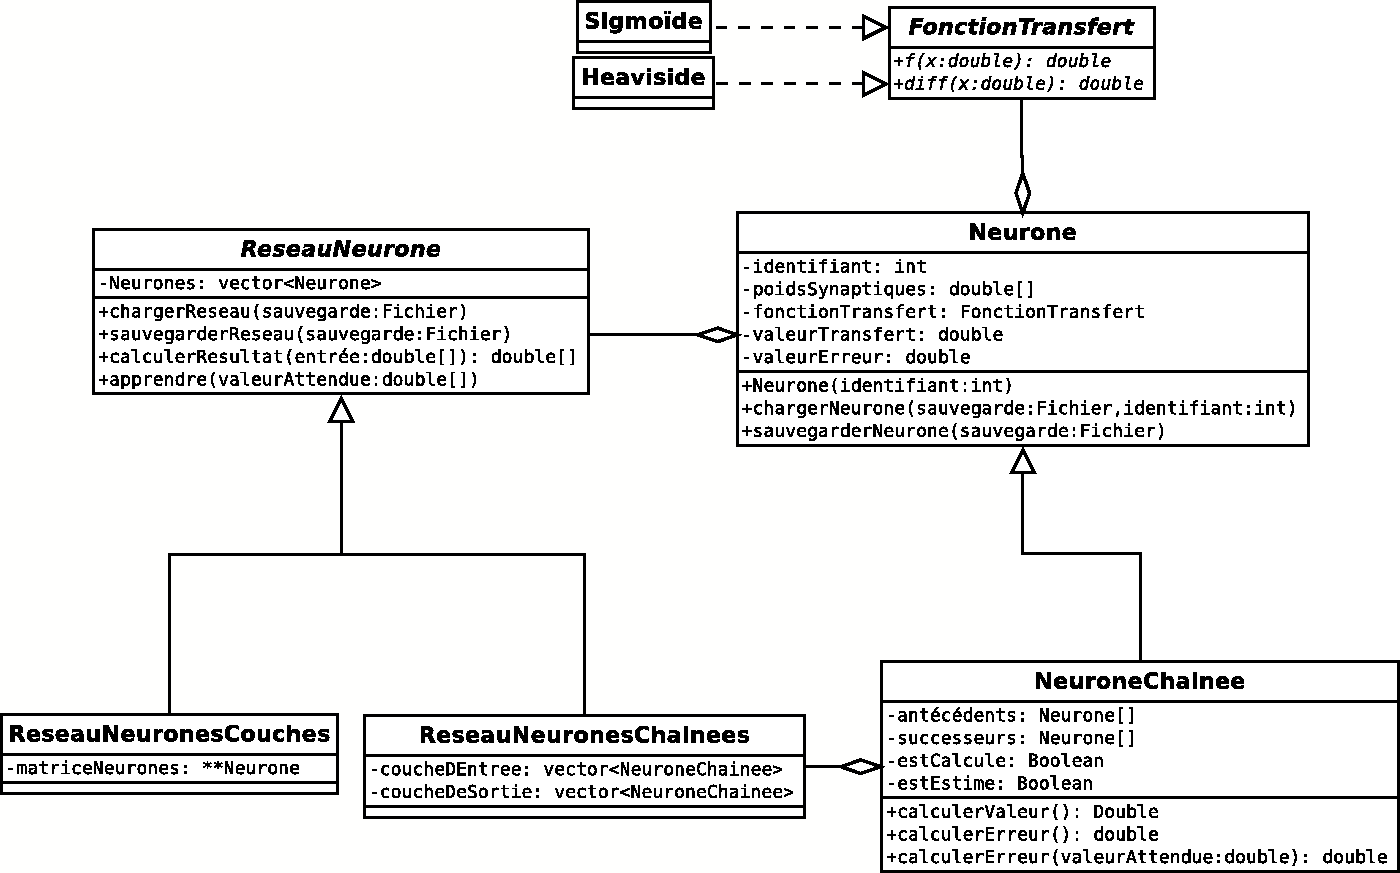 SIgmoïde
Heaviside
FonctionTransfert
+f(x:double): double
+diff(x:double): double
ReseauNeurone
-Neurones: vector<Neurone>
+chargerReseau(sauvegarde:Fichier)
+sauvegarderReseau(sauvegarde:Fichier)
+calculerResultat(entrée:double[]): double[]
+apprendre(valeurAttendue:double[])
Neurone
-identifiant: int
-poidsSynaptiques: double[]
-fonctionTransfert: FonctionTransfert
-valeurTransfert: double
-valeurErreur: double
+Neurone(identifiant:int)
+chargerNeurone(sauvegarde:Fichier,identifiant:int)
+sauvegarderNeurone(sauvegarde:Fichier)
ReseauNeuronesCouches
-matriceNeurones: **Neurone
ReseauNeuronesChaInees
-coucheDEntree: vector<NeuroneChainee>
-coucheDeSortie: vector<NeuroneChainee>
NeuroneChaInee
-antécédents: Neurone[]
-successeurs: Neurone[]
-estCalcule: Boolean
-estEstime: Boolean
+calculerValeur(): Double
+calculerErreur(): double
+calculerErreur(valeurAttendue:double): double